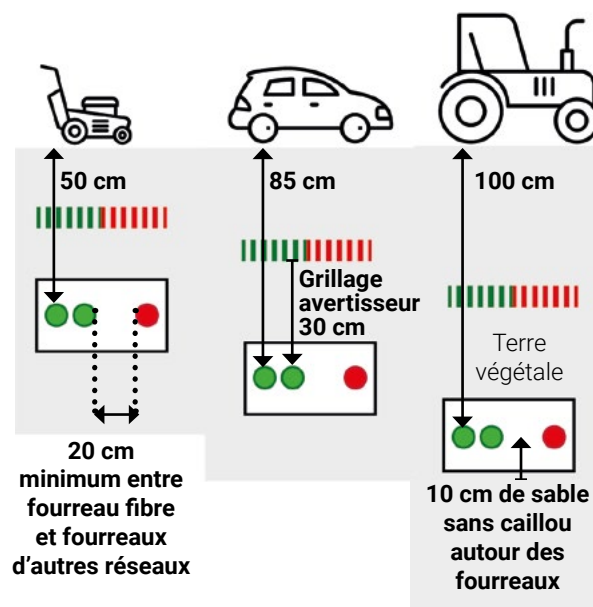 50 cm
85 cm
100 cm
Grillage
avertisseur
30 cm
Terre
végétale
20 cm
minimum entre
fourreau fibre
et fourreaux
d’autres réseaux
10 cm de sable
sans caillou
autour des
fourreaux